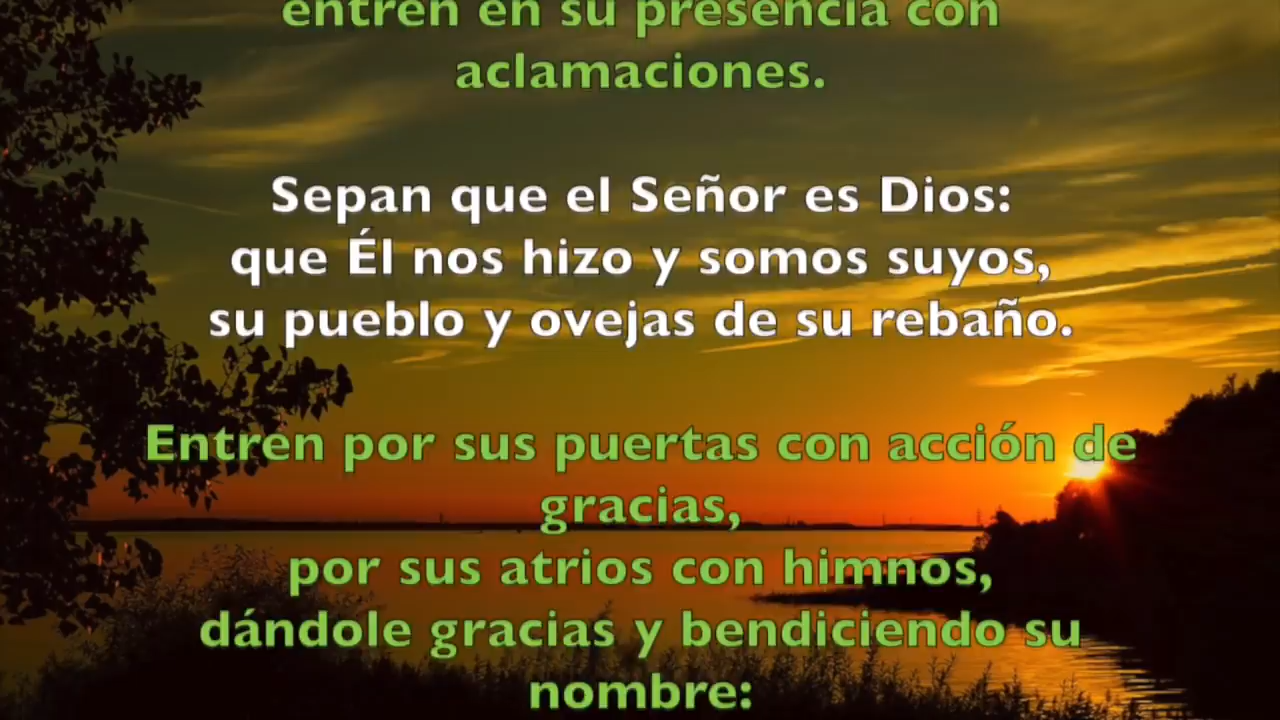 entren en su presencia con
aclamaciones.
Sepan que el Señor es Dios:
que Él nos hizo y somos suyos,
su pueblo y ovejas de su rebaño.
Entren por sus puertas con acción de
gracias,
por sus atrios con himnos,
dándole gracias y bendiciendo su
nombre: